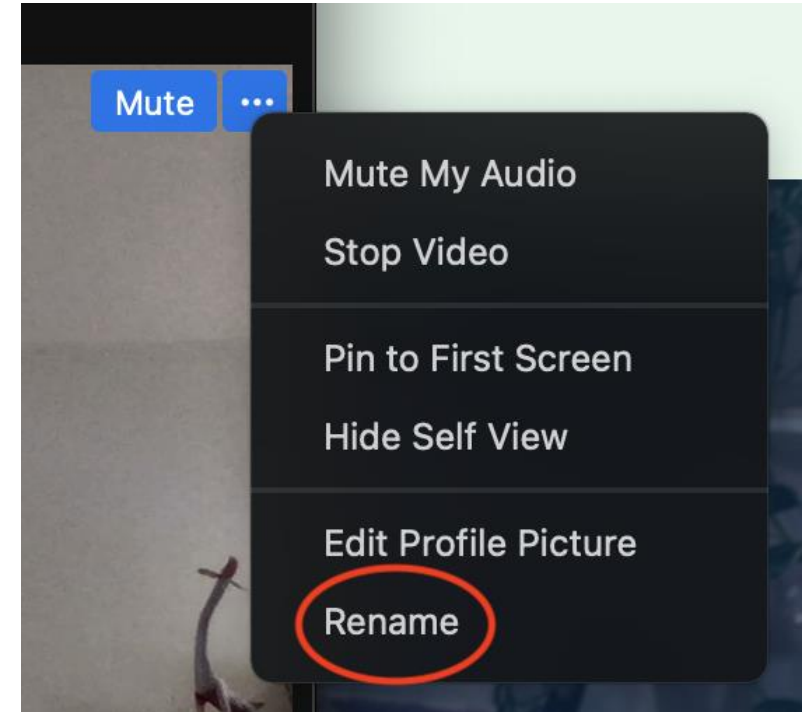 Mute ...
Mute My Audio
Stop Video
Pin to First Screen
Hide Self View
Edit Profile Picture
Rename